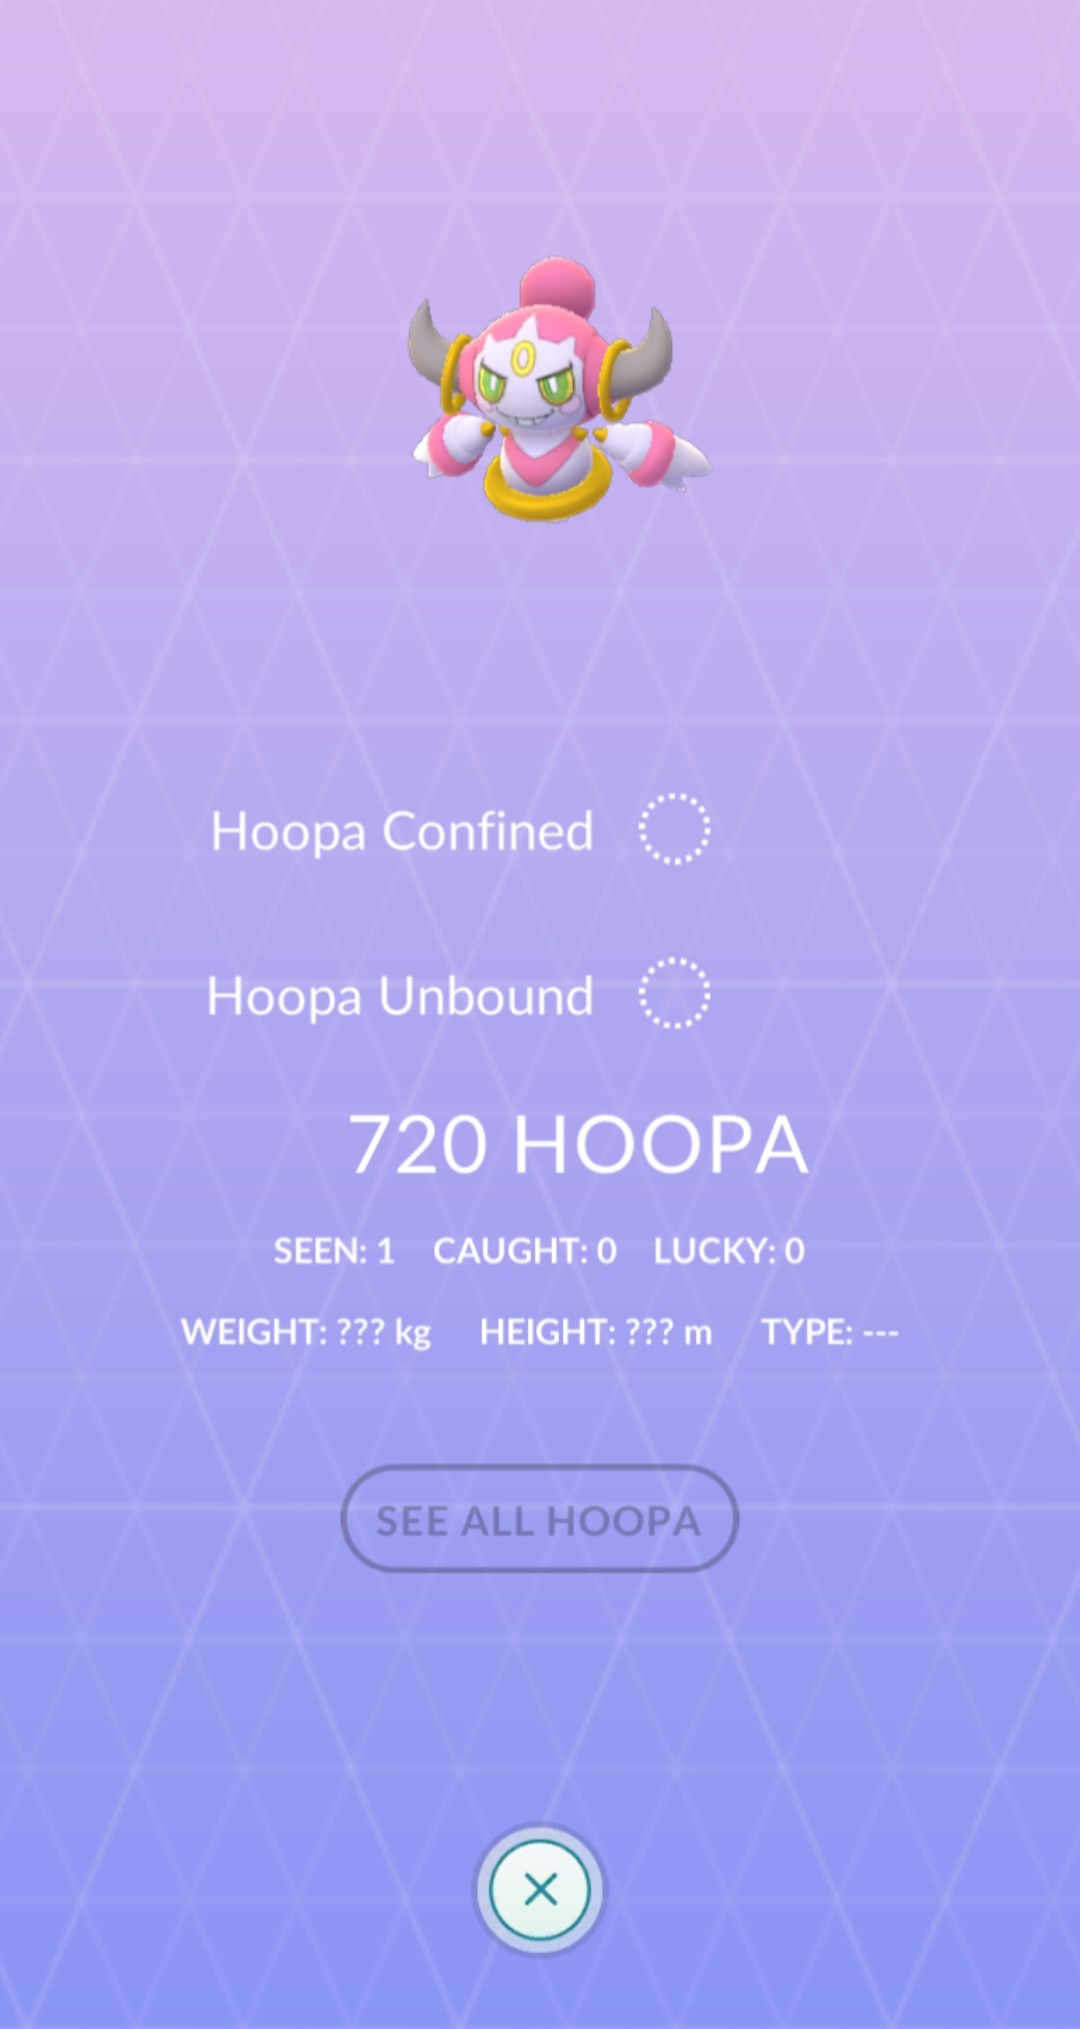 Hoopa Confined
Hoopa Unbound
720 HOOPA
SEEN: 1 CAUGHT: 0 LUCKY: 0
WEIGHT: ??? kg HEIGHT: ??? m TYPE: ---
SEE ALL HOOPA